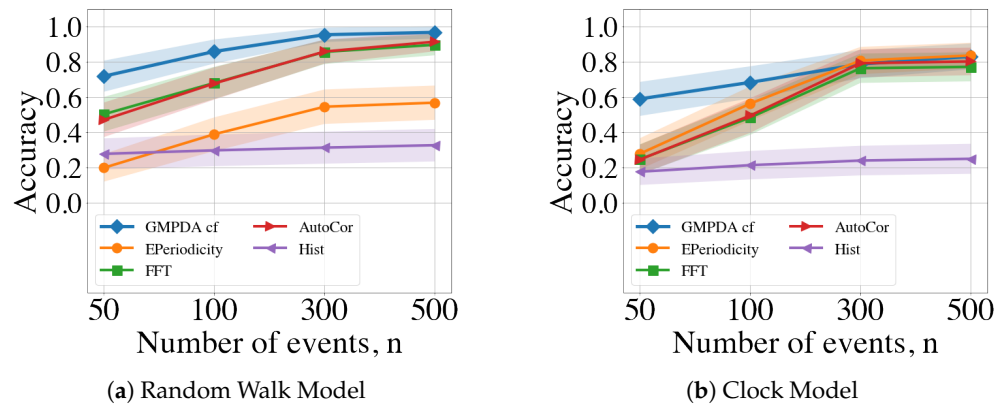 1.0
0.8
0.6
0.4
0.2
0.0
Accuracy
GMPDA cf
EPeriodicity
FFT
AutoCor
Hist
50 100 300 500
Number of events, n
(a) Random Walk Model
1.0
0.8
0.6
0.4
0.2
0.0
Accuracy
GMPDA cf
EPeriodicity
FFT
AutoCor
Hist
50 100 300 500
Number of events, n
(b) Clock Model